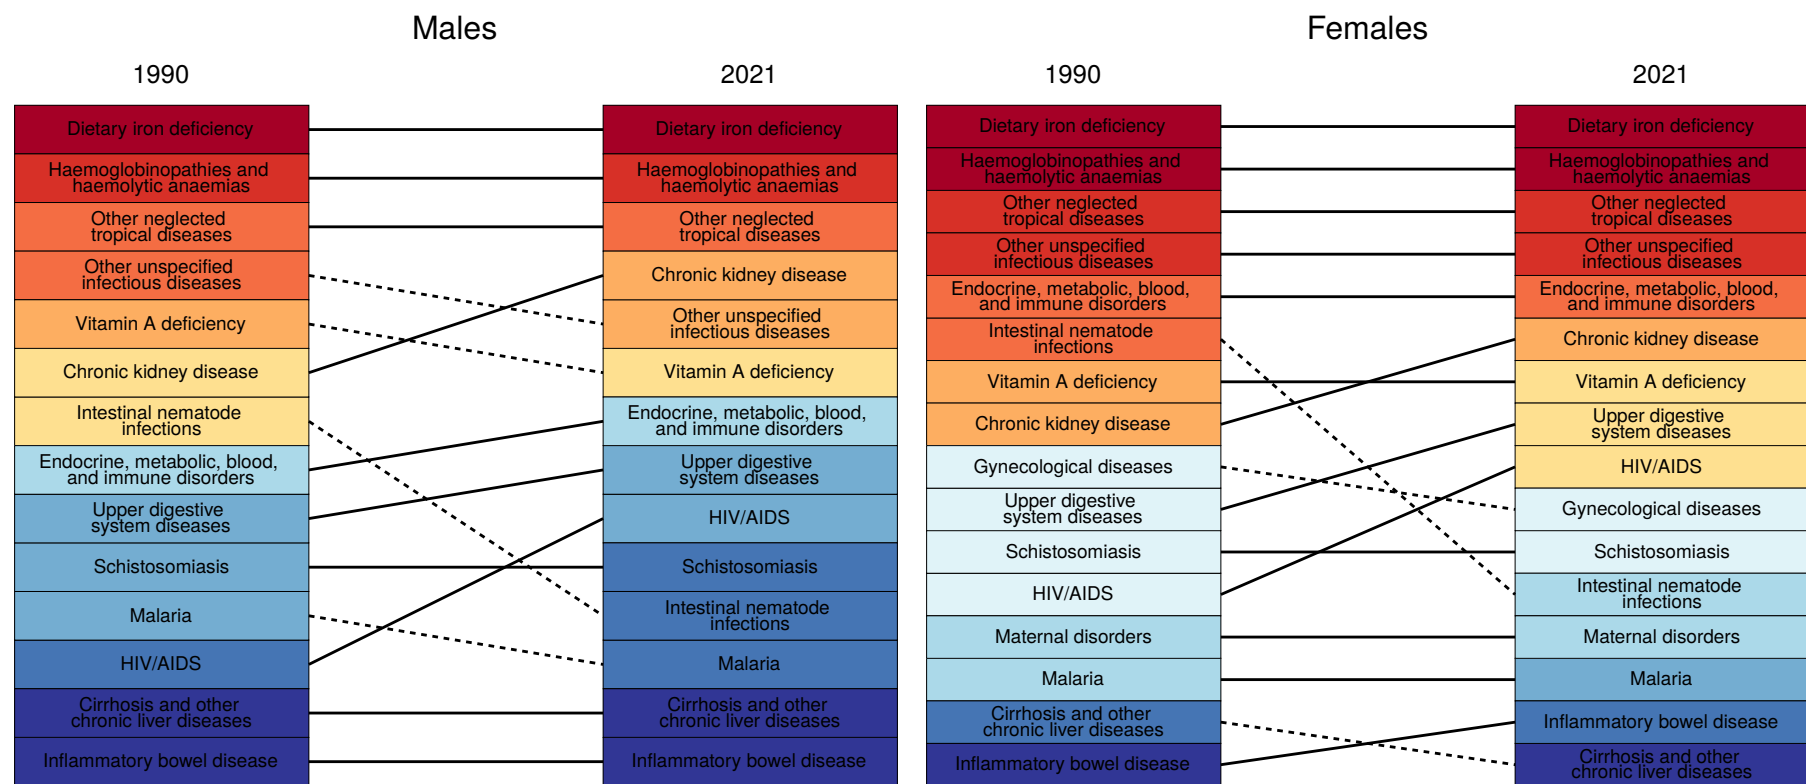 Males
1990
2021
Dietary iron deficiency
Haemoglobinopathies and
haemolytic anaemias
Other neglected
tropical diseases
Other unspecified
infectious diseases
Vitamin A deficiency
Chronic kidney disease
Intestinal nematode
infections
Endocrine, metabolic, blood,
and immune disorders
Upper digestive
system diseases
Schistosomiasis
Malaria
HIV/AIDS
Cirrhosis and other
chronic liver diseases
Inflammatory bowel disease
Dietary iron deficiency
Haemoglobinopathies and
haemolytic anaemias
Other neglected
tropical diseases
Chronic kidney disease
Other unspecified
infectious diseases
Vitamin A deficiency
Endocrine, metabolic, blood,
and immune disorders
Upper digestive
system diseases
HIV/AIDS
Schistosomiasis
Intestinal nematode
infections
Malaria
Cirrhosis and other
chronic liver diseases
Inflammatory bowel disease
Females
1990
2021
Dietary iron deficiency
Haemoglobinopathies and
haemolytic anaemias
Other neglected
tropical diseases
Other unspecified
infectious diseases
Endocrine, metabolic, blood,
and immune disorders
Intestinal nematode
infections
Vitamin A deficiency
Chronic kidney disease
Gynecological diseases
Upper digestive
system diseases
Schistosomiasis
HIV/AIDS
Maternal disorders
Malaria
Cirrhosis and other
chronic liver diseases
Inflammatory bowel disease
Dietary iron deficiency
Haemoglobinopathies and
haemolytic anaemias
Other neglected
tropical diseases
Other unspecified
infectious diseases
Endocrine, metabolic, blood,
and immune disorders
Chronic kidney disease
Vitamin A deficiency
Upper digestive
system diseases
HIV/AIDS
Gynecological diseases
Schistosomiasis
Intestinal nematode
infections
Maternal disorders
Malaria
Inflammatory bowel disease
Cirrhosis and other
chronic liver diseases